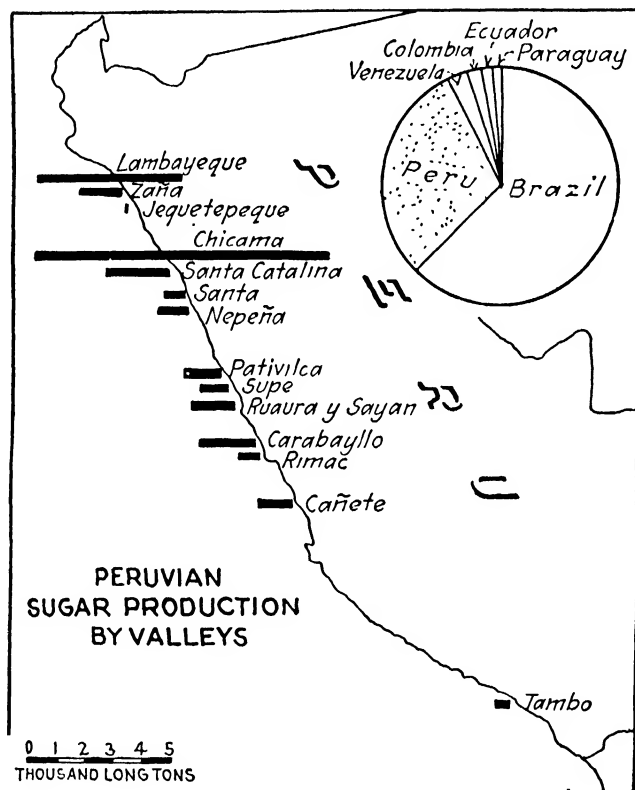 Ecuador
Colombia Paraguay
Venezuela
Peru Brazil
Lambayeque
Zaña
Jequetepeque
Chicama
Santa Catalina
Santa
Nepeña
Pativilca
Supe
Ruaura y Sayan
Carabayllo
Rimac
Cañete
PERUVIAN
SUGAR PRODUCTION
BY VALLEYS
Tambo
0 1 2 3 4 5
THOUSAND LONG TONS